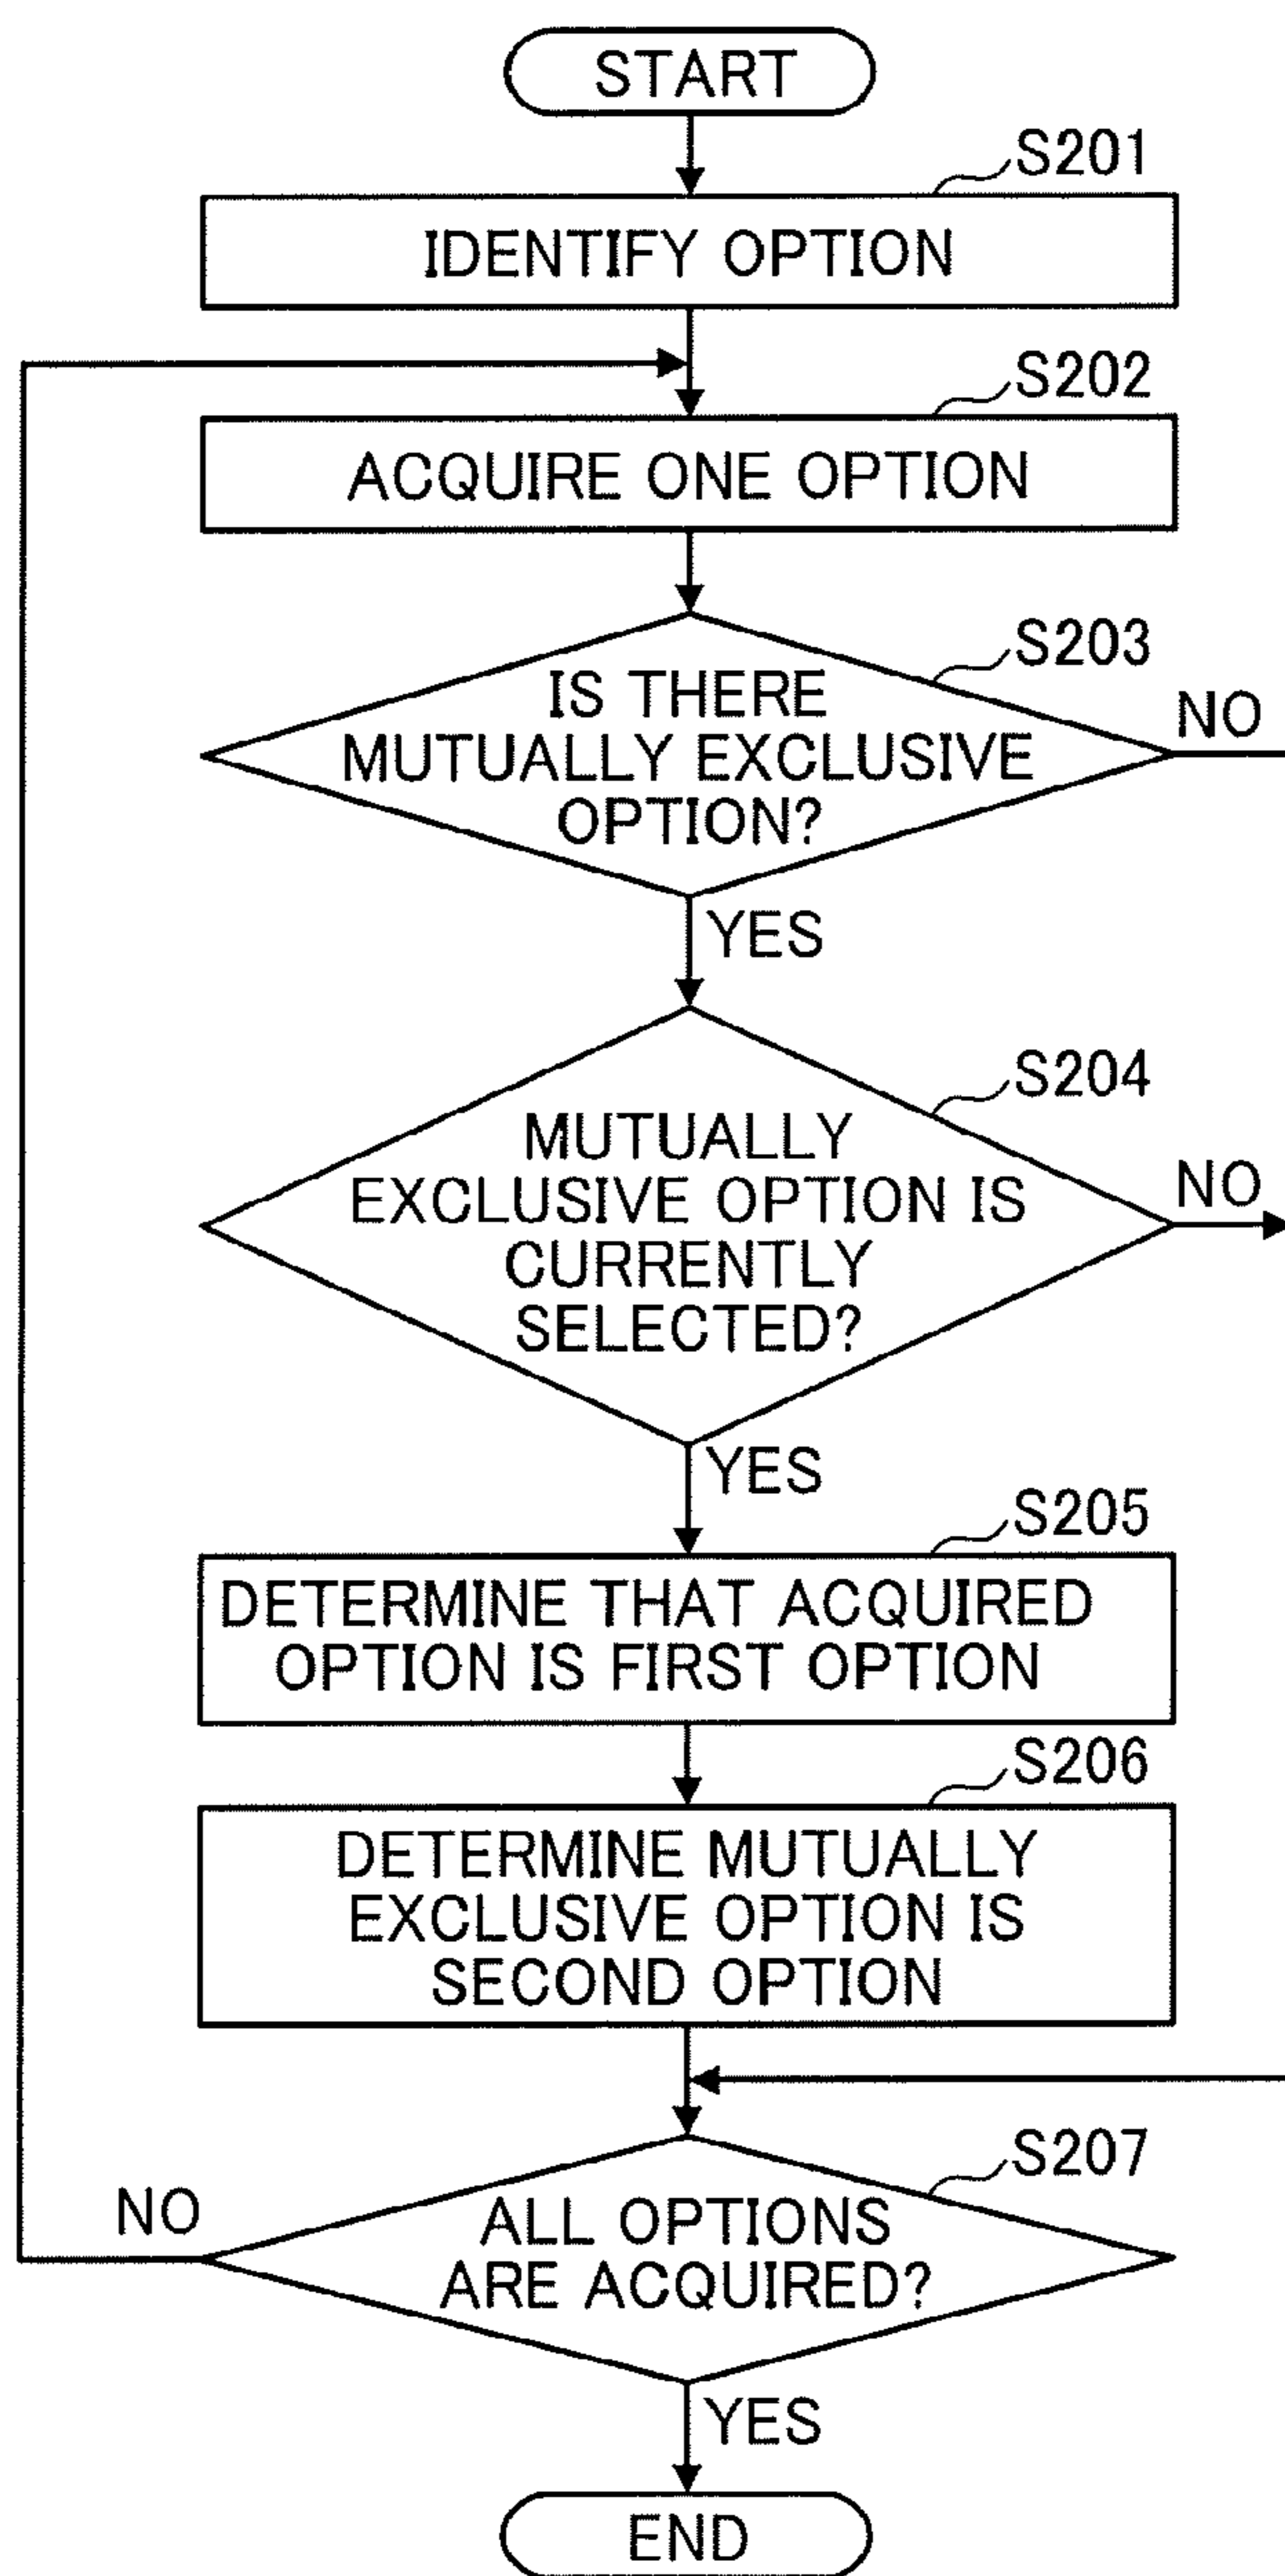 START
S201
IDENTIFY OPTION
S202
ACQUIRE ONE OPTION
S203
IS THERE
MUTUALLY EXCLUSIVE
OPTION?
NO
YES
S204
MUTUALLY
EXCLUSIVE OPTION IS
CURRENTLY
SELECTED?
NO
YES
S205
DETERMINE THAT ACQUIRED
OPTION IS FIRST OPTION
S206
DETERMINE MUTUALLY
EXCLUSIVE OPTION IS
SECOND OPTION
S207
ALL OPTIONS
ARE ACQUIRED?
NO
YES
END